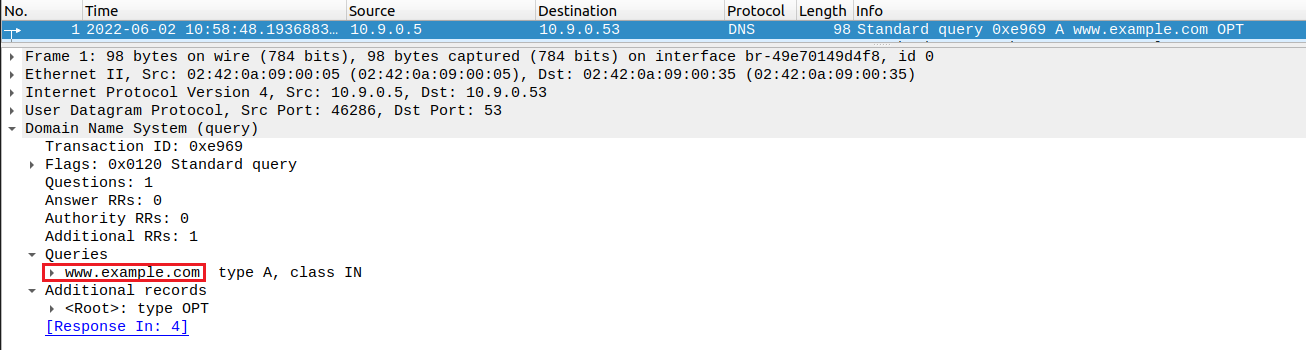 No. Time Source Destination Protocol Length Info
1 2022-06-02 10:58:48.1936883… 10.9.0.5 10.9.0.53 DNS 98 Standard query 0xe969 A www.example.com OPT
Frame 1: 98 bytes on wire (784 bits), 98 bytes captured (784 bits) on interface br-49e70149d4f8, id 0
Ethernet II, Src: 02:42:0a:09:00:05 (02:42:0a:09:00:05), Dst: 02:42:0a:09:00:35 (02:42:0a:09:00:35)
Internet Protocol Version 4, Src: 10.9.0.5, Dst: 10.9.0.53
User Datagram Protocol, Src Port: 46286, Dst Port: 53
Domain Name System (query)
Transaction ID: 0xe969
Flags: 0x0120 Standard query
Questions: 1
Answer RRs: 0
Authority RRs: 0
Additional RRs: 1
Queries
www.example.com type A, class IN
Additional records
<Root>: type OPT
[Response In: 4]